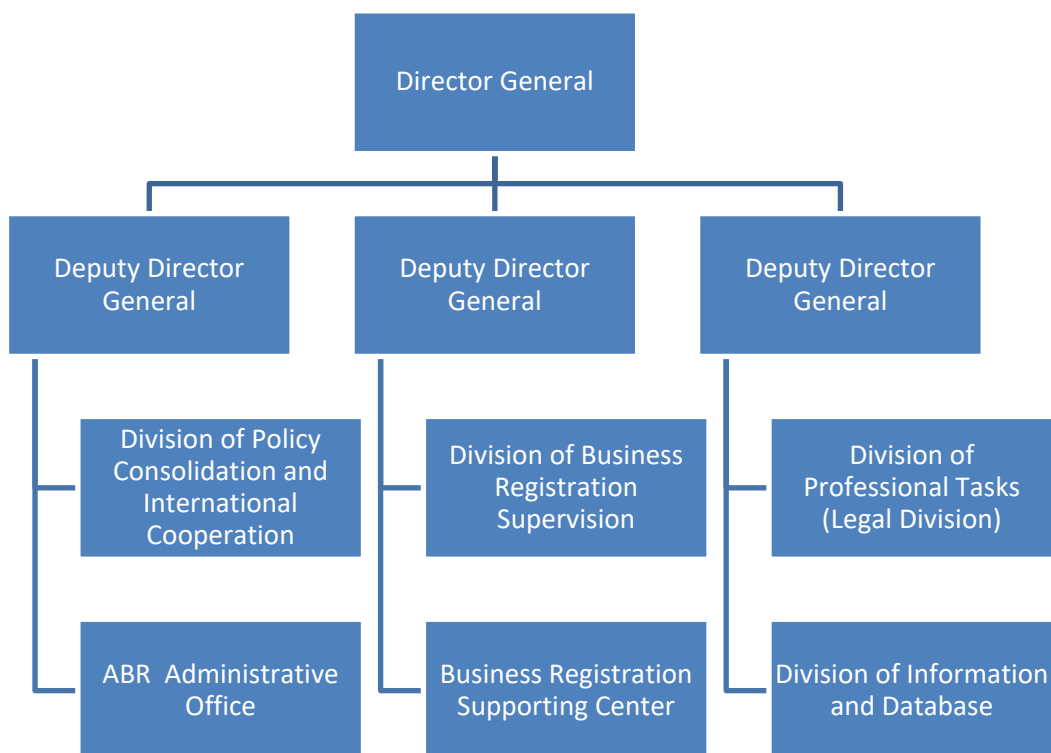 Director General
Deputy Director
General
Deputy Director
General
Deputy Director
General
Division of Policy
Consolidation and
International
Cooperation
Division of Business
Registration
Supervision
Division of
Professional Tasks
(Legal Division)
ABR  Administrative
Office
Business Registration
Supporting Center
Division of Information
and Database